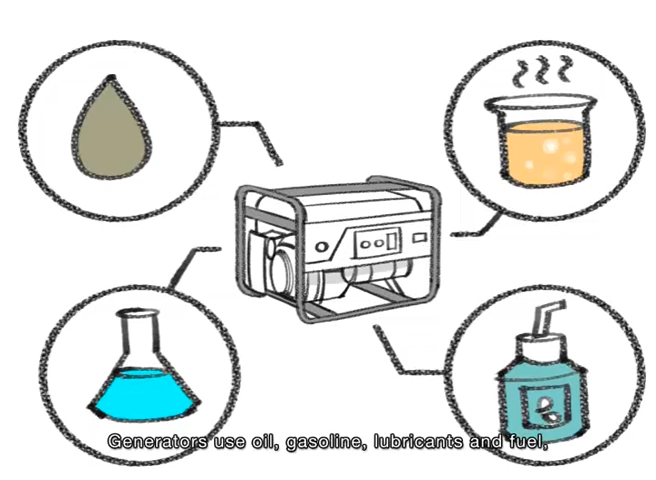 Generators use oil, gasoline, lubricants and fuel,